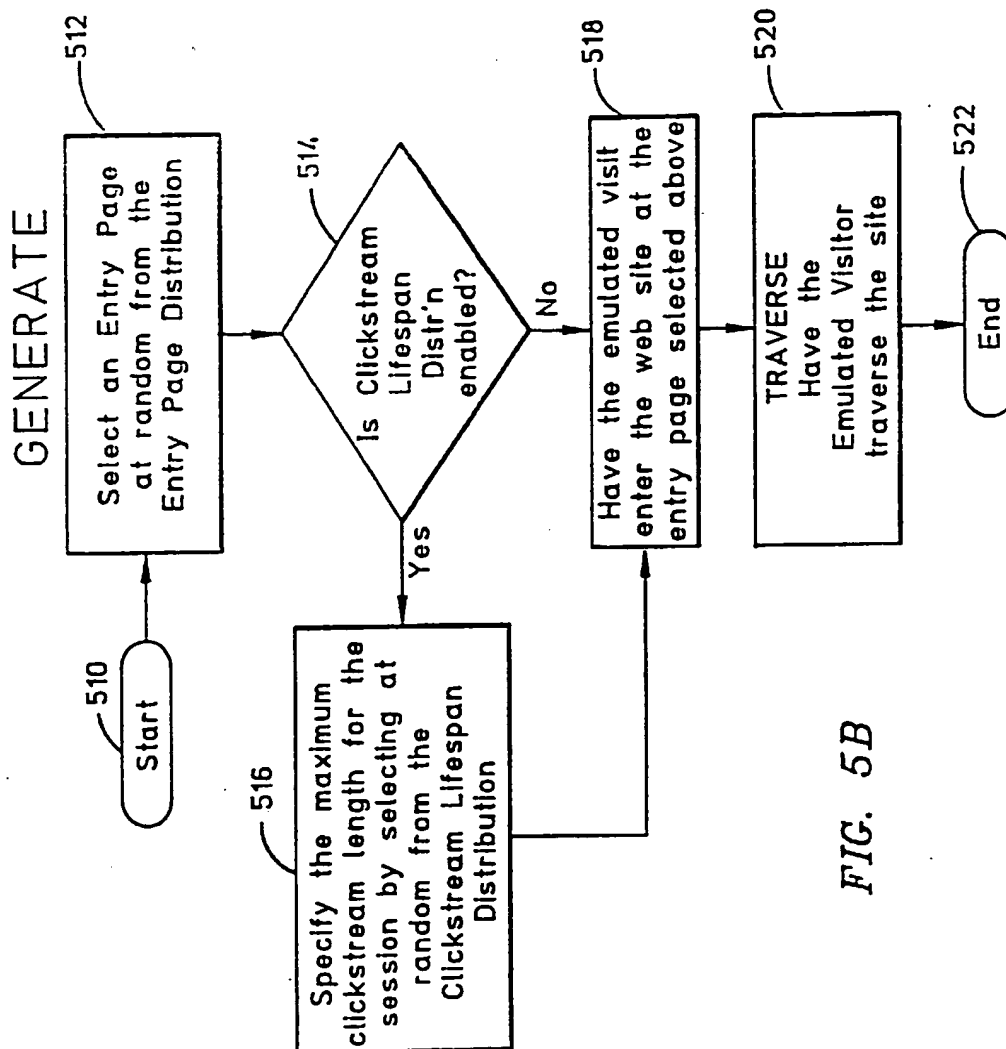 GENERATE
510
Start
512
Select an Entry Page
at random from the
Entry Page Distribution
514
Is Clickstream
Lifespan
Distr'n
enabled?
Yes
No
516
Specify the maximum
clickstream length for the
session by selecting at
random from the
Clickstream Lifespan
Distribution
518
Have the emulated visit
enter the web site at the
entry page selected above
520
TRAVERSE
Have the
Emulated Visitor
traverse the site
522
End
FIG. 5B